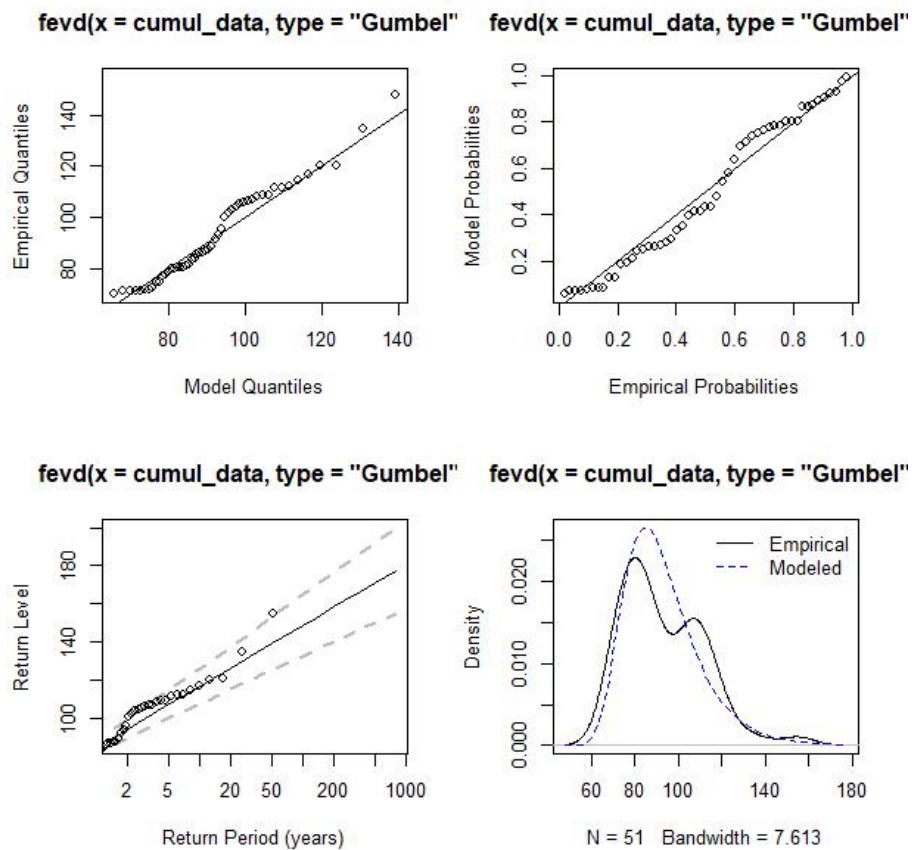 fevd(x = cumul_data, type = "Gumbel"
Empirical Quantiles
80 100 120 140
80 100 120 140
Model Quantiles
fevd(x = cumul_data, type = "Gumbel"
Model Probabilities
0.2 0.4 0.6 0.8 1.0
0.0 0.2 0.4 0.6 0.8 1.0
Empirical Probabilities
fevd(x = cumul_data, type = "Gumbel"
Return Level
100 140 180
2 5 20 50 200 1000
Return Period (years)
fevd(x = cumul_data, type = "Gumbel"
Density
0.000 0.010 0.020
Empirical
Modeled
60 80 100 140 180
N = 51 Bandwidth = 7.613